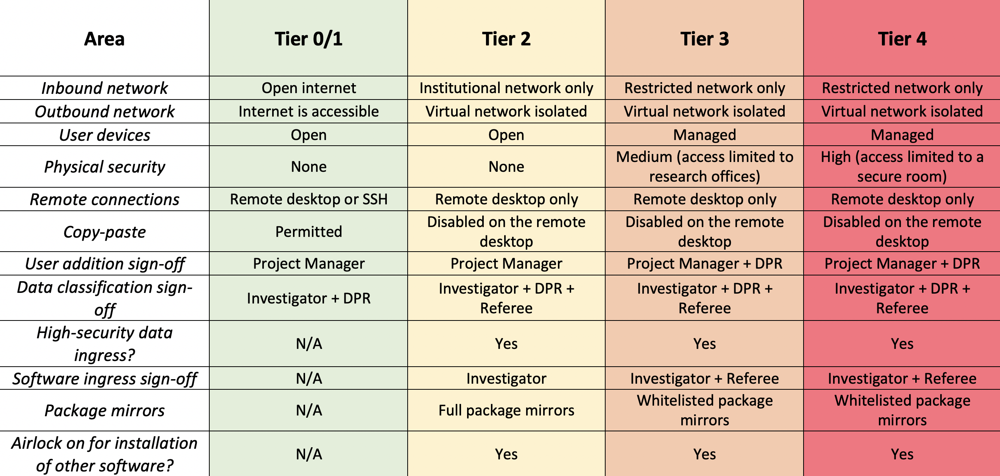 Area Tier 0/1 Tier 2 Tier 3 Tier 4
Inbound network Open internet Institutional network only Restricted network only Restricted network only
Outbound network Internet is accessible Virtual network isolated Virtual network isolated Virtual network isolated
User devices Open Open Managed Managed
Physical security None None Medium (access limited to
research offices) High (access limited to a
secure room)
Remote connections Remote desktop or SSH Remote desktop only Remote desktop only Remote desktop only
Copy-paste Permitted Disabled on the remote
desktop Disabled on the remote
desktop Disabled on the remote
desktop
User addition sign-off Project Manager Project Manager Project Manager + DPR Project Manager + DPR
Data classification sign-
off Investigator + DPR Investigator + DPR +
Referee Investigator + DPR +
Referee Investigator + DPR +
Referee
High-security data
ingress? N/A Yes Yes Yes
Software ingress sign-off N/A Investigator Investigator + Referee Investigator + Referee
Package mirrors N/A Full package mirrors Whitelisted package
mirrors Whitelisted package
mirrors
Airlock on for installation
of other software? N/A Yes Yes Yes